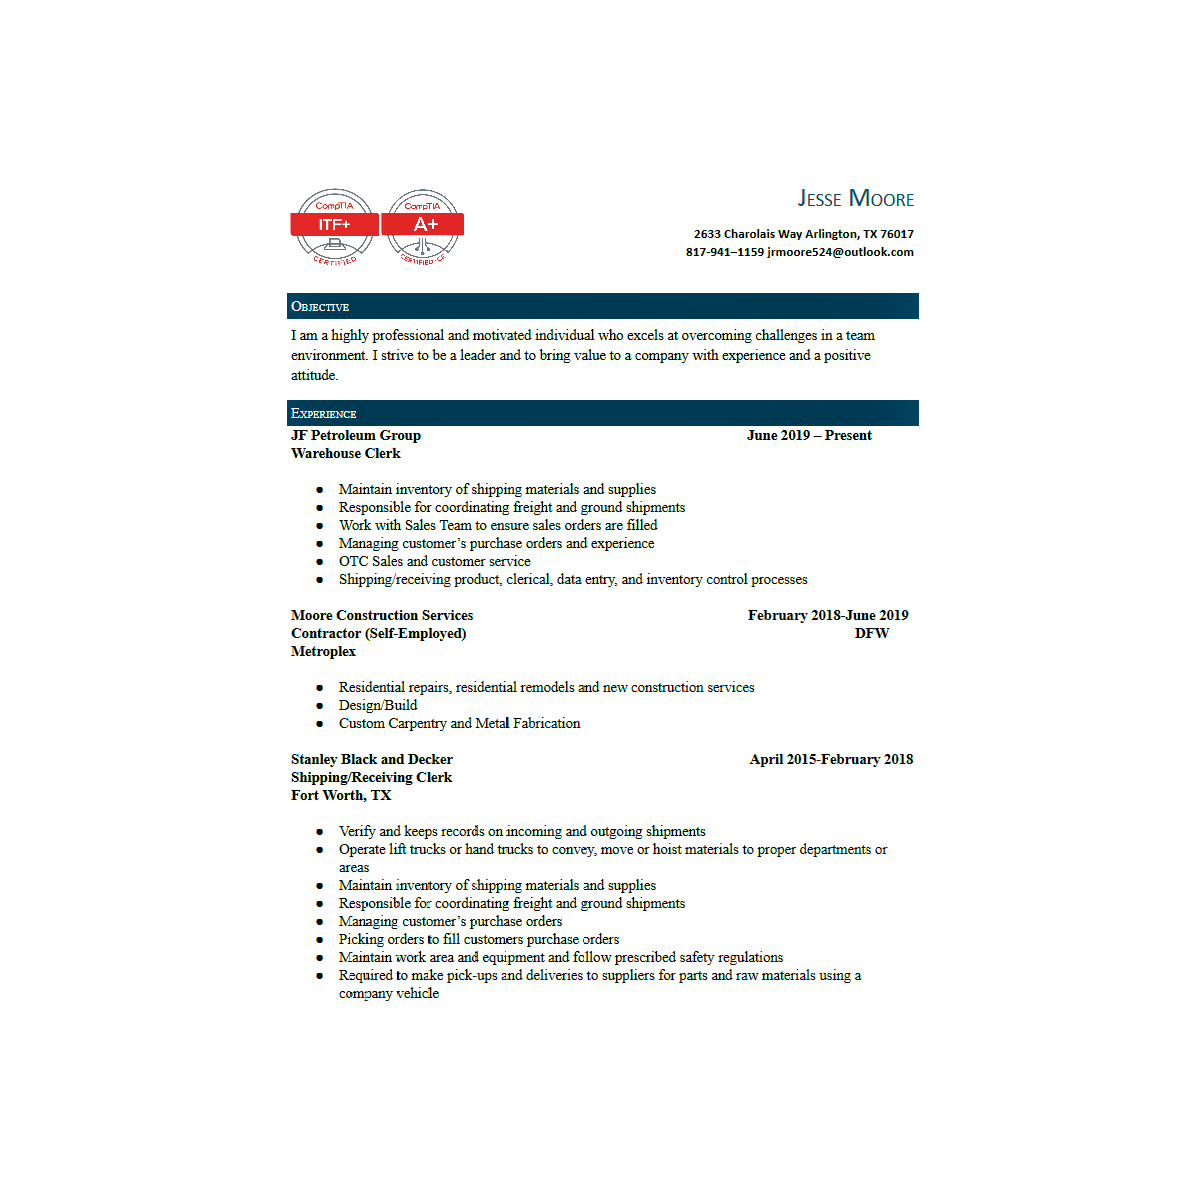 CompTIA
ITF+
CERTIFIED
CompTIA
A+
CERTIFIED-CE
JESSE MOORE
2633 Charolais Way Arlington, TX 76017
817-941–1159 jrmoore524@outlook.com
OBJECTIVE
I am a highly professional and motivated individual who excels at overcoming challenges in a team
environment. I strive to be a leader and to bring value to a company with experience and a positive
attitude.
EXPERIENCE
JF Petroleum Group June 2019 – Present
Warehouse Clerk
● Maintain inventory of shipping materials and supplies
● Responsible for coordinating freight and ground shipments
● Work with Sales Team to ensure sales orders are filled
● Managing customer’s purchase orders and experience
● OTC Sales and customer service
● Shipping/receiving product, clerical, data entry, and inventory control processes
Moore Construction Services February 2018-June 2019
Contractor (Self-Employed) DFW
Metroplex
● Residential repairs, residential remodels and new construction services
● Design/Build
● Custom Carpentry and Metal Fabrication
Stanley Black and Decker April 2015-February 2018
Shipping/Receiving Clerk
Fort Worth, TX
● Verify and keeps records on incoming and outgoing shipments
● Operate lift trucks or hand trucks to convey, move or hoist materials to proper departments or
areas
● Maintain inventory of shipping materials and supplies
● Responsible for coordinating freight and ground shipments
● Managing customer’s purchase orders
● Picking orders to fill customers purchase orders
● Maintain work area and equipment and follow prescribed safety regulations
● Required to make pick-ups and deliveries to suppliers for parts and raw materials using a
company vehicle